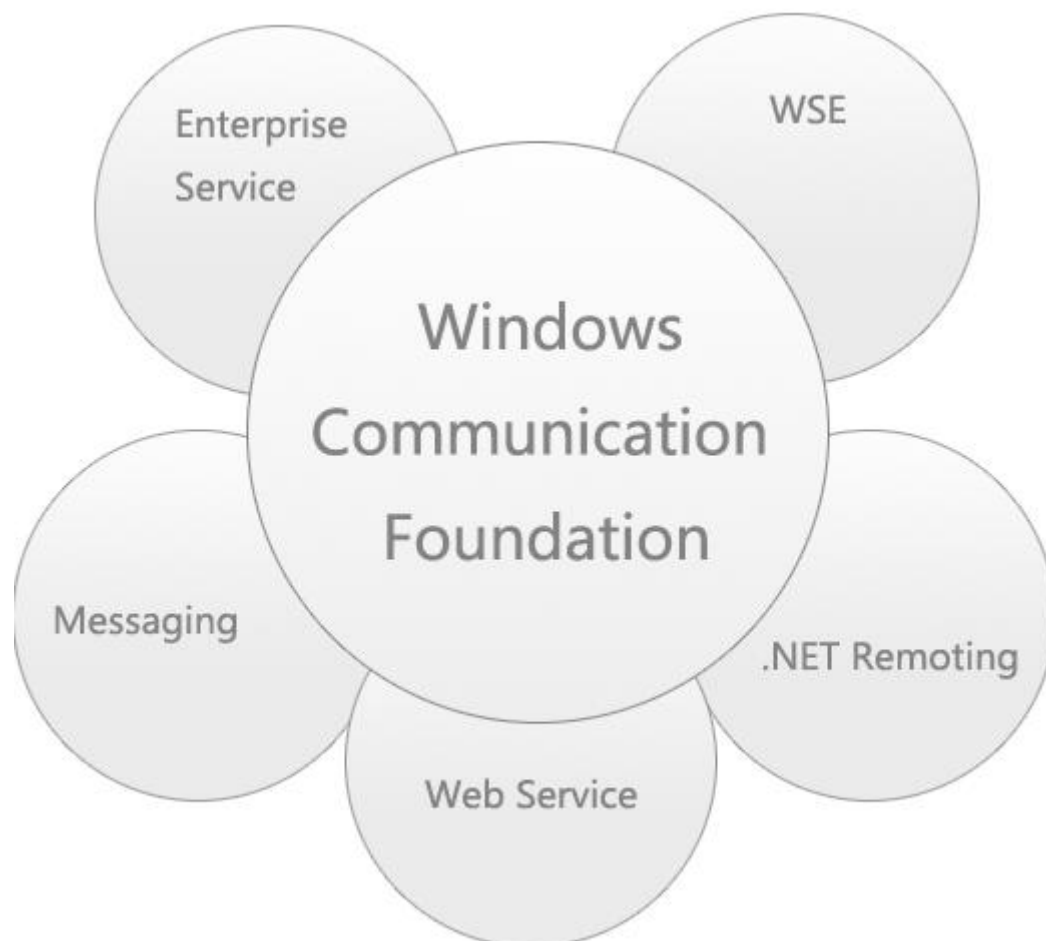 Enterprise
Service
WSE
Windows
Communication
Foundation
Messaging
.NET Remoting
Web Service